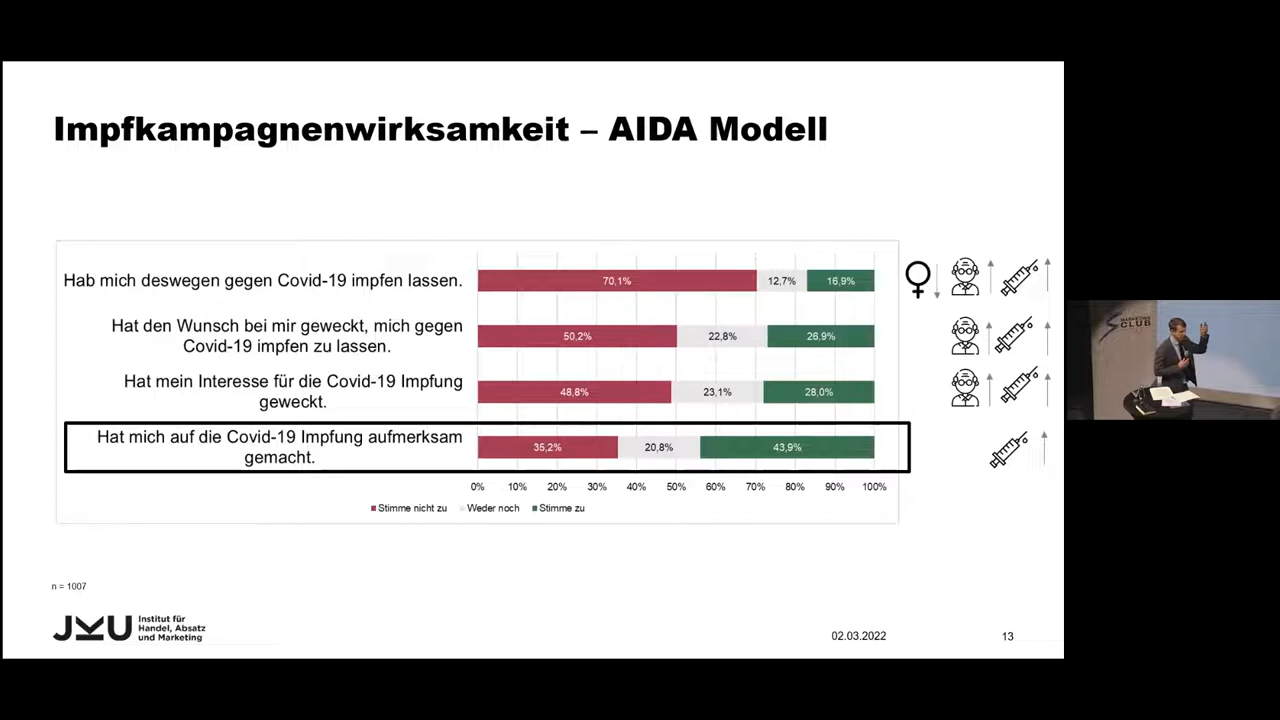 Impfkampagnenwirksamkeit – AIDA Modell
Hab mich deswegen gegen Covid-19 impfen lassen.
70,1%
12,7%
16,9%
Hat den Wunsch bei mir geweckt, mich gegen
Covid-19 impfen zu lassen.
50,2%
22,8%
26,9%
Hat mein Interesse für die Covid-19 Impfung
geweckt.
48,8%
23,1%
28,0%
Hat mich auf die Covid-19 Impfung aufmerksam
gemacht.
35,2%
20,8%
43,9%
0% 10% 20% 30% 40% 50% 60% 70% 80% 90% 100%
Stimme nicht zu Weder noch Stimme zu
n = 1007
JKU
Institut für
Handel, Absatz
und Marketing
02.03.2022
13
MARKETING
CLUB